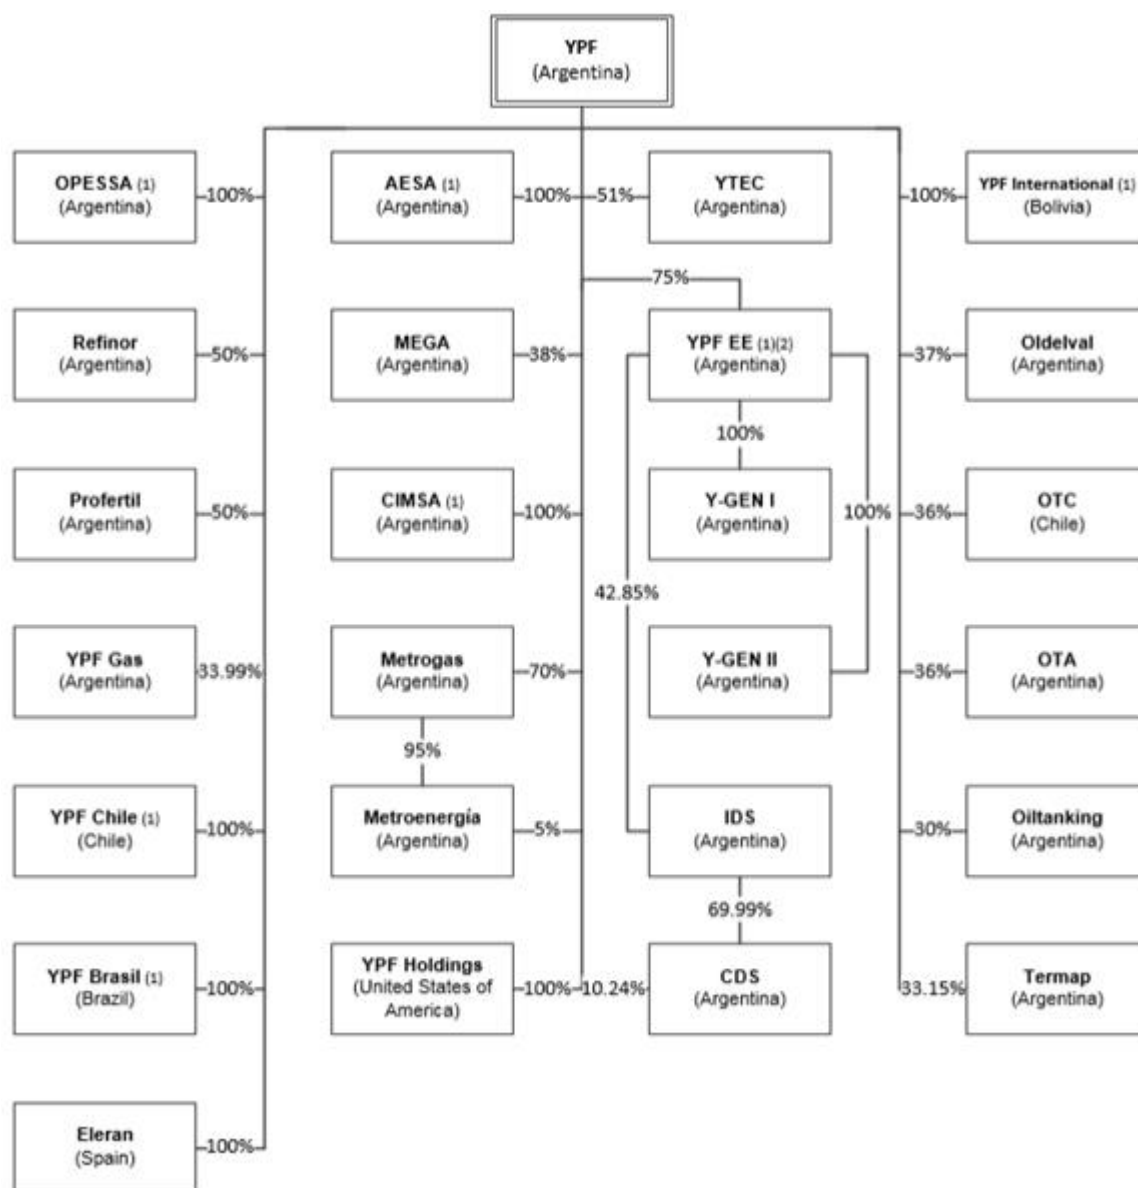 YPF
(Argentina)
OPESSA (1)
(Argentina)
100%
AESA (1)
(Argentina)
100%
51%
YTEC
(Argentina)
100%
YPF International (1)
(Bolivia)
75%
Refinor
(Argentina)
50%
MEGA
(Argentina)
38%
YPF EE (1)(2)
(Argentina)
37%
Oldelval
(Argentina)
100%
Profertil
(Argentina)
50%
CIMSA (1)
(Argentina)
100%
Y-GEN I
(Argentina)
100%
36%
OTC
(Chile)
42.85%
YPF Gas
(Argentina)
33.99%
Metrogas
(Argentina)
70%
Y-GEN II
(Argentina)
36%
OTA
(Argentina)
95%
YPF Chile (1)
(Chile)
100%
Metroenergía
(Argentina)
5%
IDS
(Argentina)
30%
Oiltanking
(Argentina)
69.99%
YPF Brasil (1)
(Brazil)
100%
YPF Holdings
(United States of
America)
100%
10.24%
CDS
(Argentina)
33.15%
Termap
(Argentina)
Eleran
(Spain)
100%